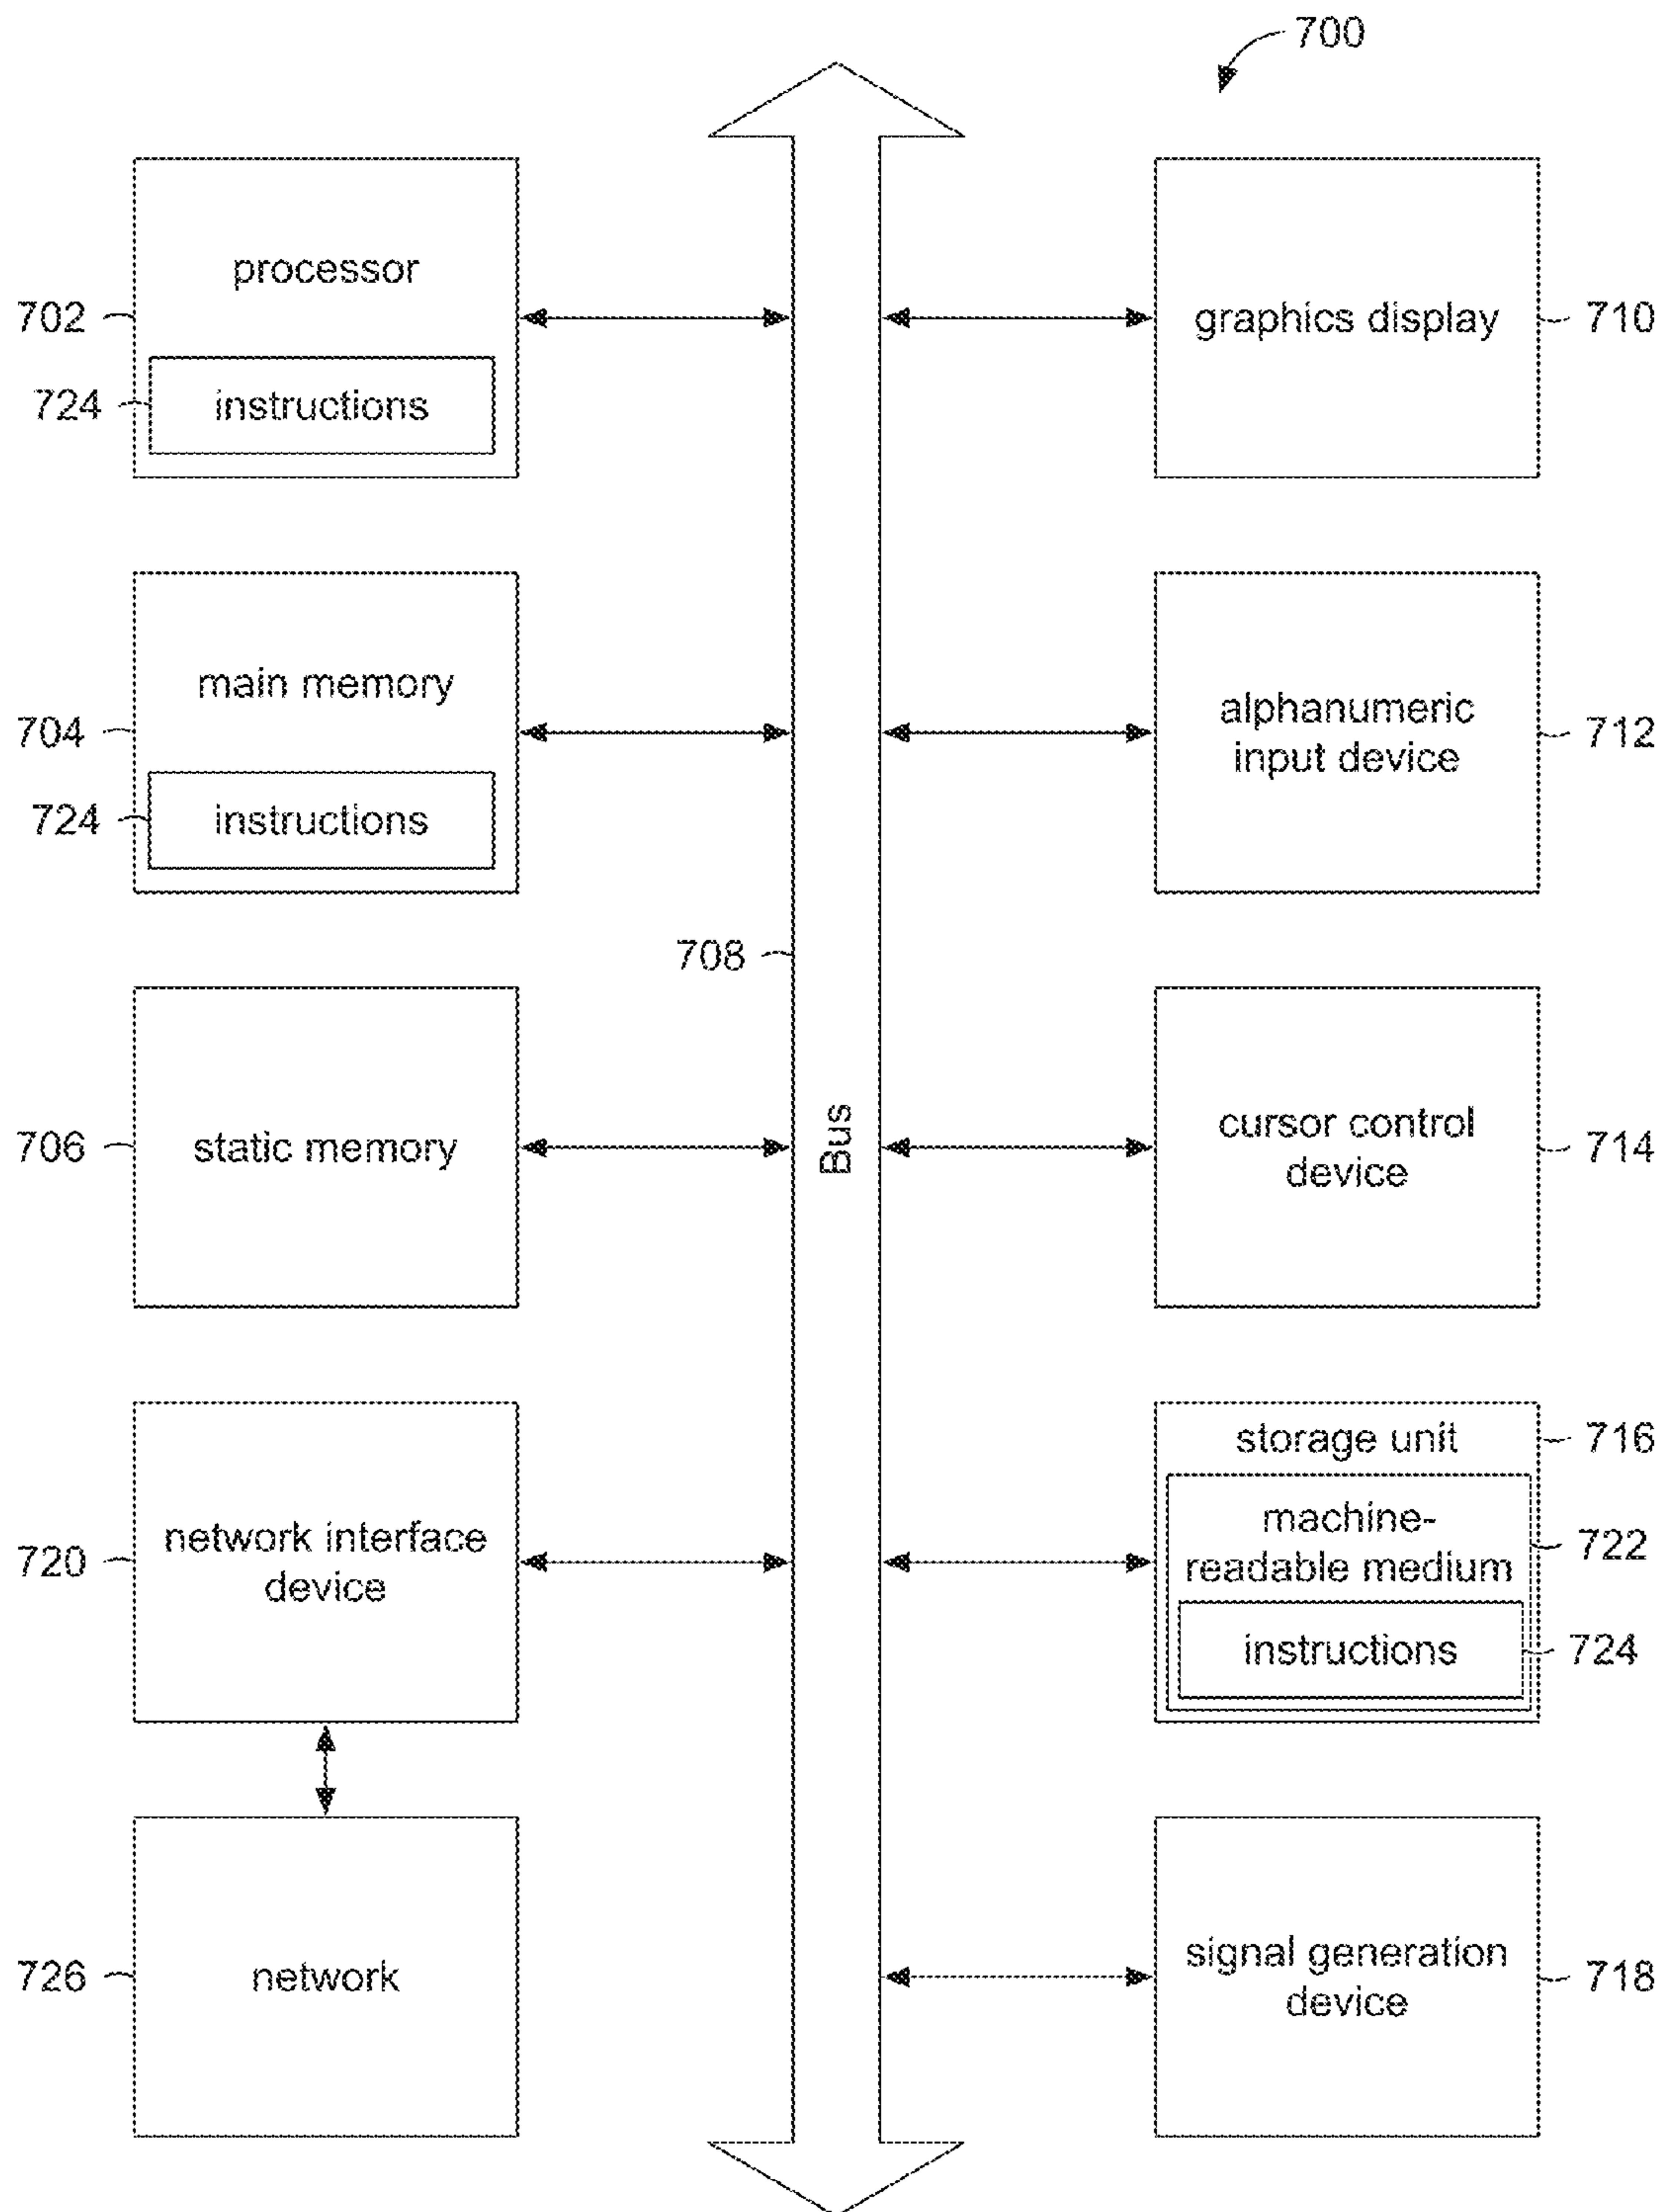 700
processor
702
724
instructions
graphics display
710
main memory
704
724
instructions
alphanumeric
input device
712
708
Bus
static memory
706
cursor control
device
714
network interface
device
720
storage unit
716
machine-
readable medium
722
instructions
724
network
726
signal generation
device
718